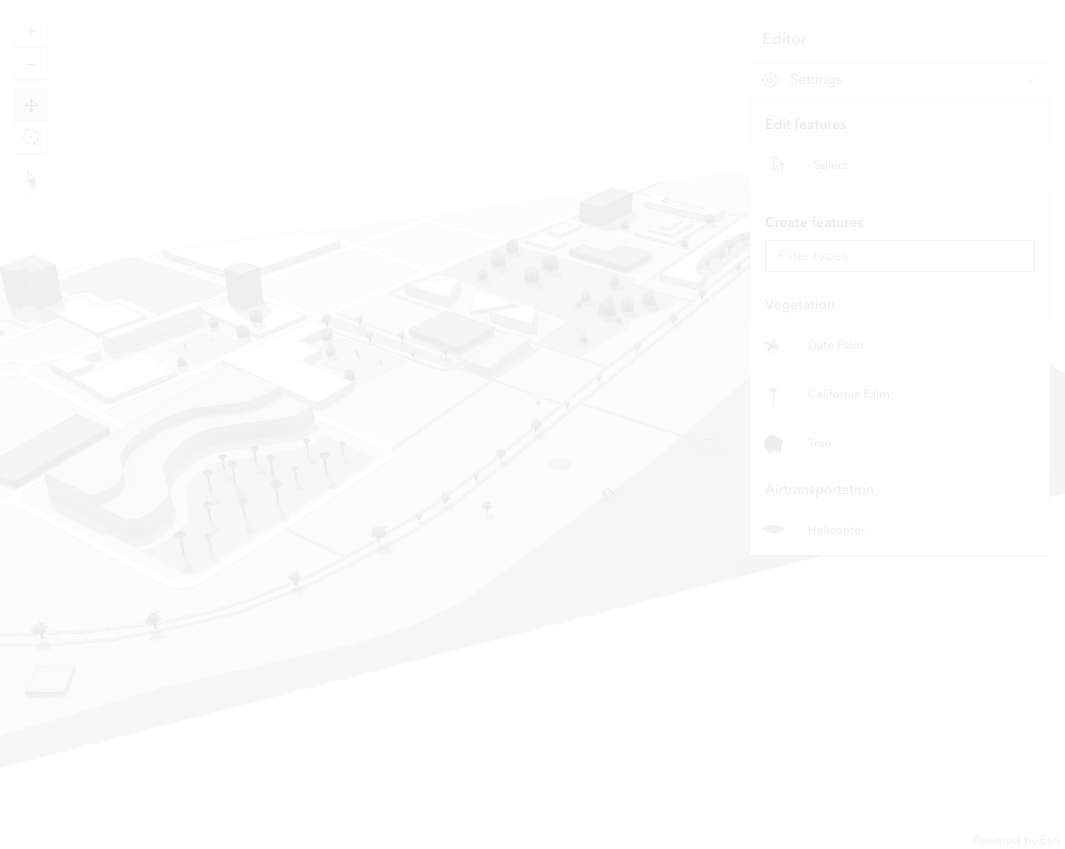 Editor
Settings
Edit features
Select
Create features
Filter types
Vegetation
Date Palm
California Palm
Tree
Airtransportation
Helicopter
Powered by Esri